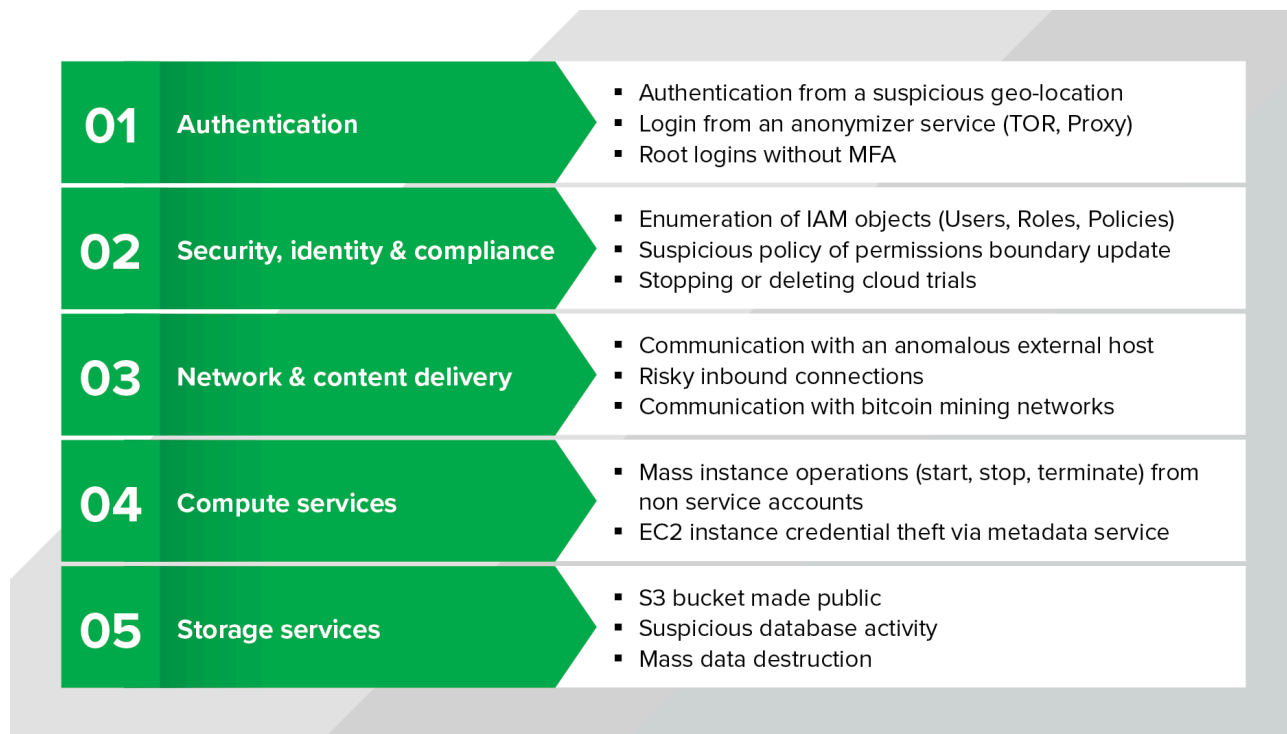 01
Authentication
▪ Authentication from a suspicious geo-location
▪ Login from an anonymizer service (TOR, Proxy)
▪ Root logins without MFA
02
Security, identity & compliance
▪ Enumeration of IAM objects (Users, Roles, Policies)
▪ Suspicious policy of permissions boundary update
▪ Stopping or deleting cloud trials
03
Network & content delivery
▪ Communication with an anomalous external host
▪ Risky inbound connections
▪ Communication with bitcoin mining networks
04
Compute services
▪ Mass instance operations (start, stop, terminate) from
non service accounts
▪ EC2 instance credential theft via metadata service
05
Storage services
▪ S3 bucket made public
▪ Suspicious database activity
▪ Mass data destruction